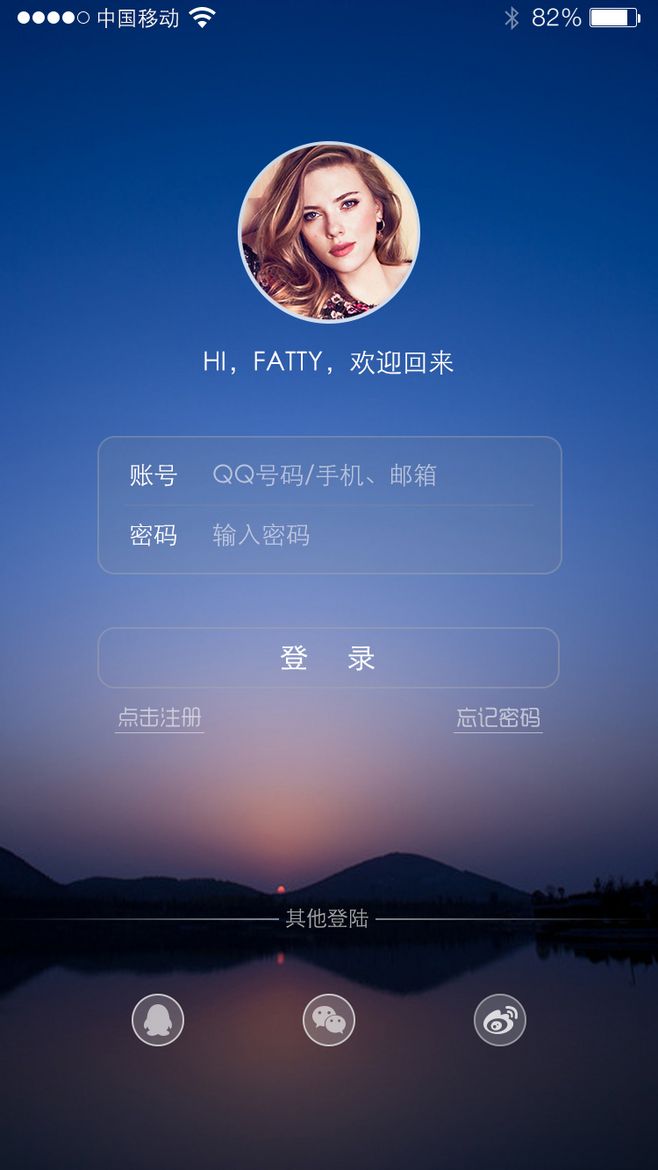 中国移动 82%
HI，FATTY，欢迎回来
账号 QQ号码/手机、邮箱
密码 输入密码
登 录
点击注册 忘记密码
其他登陆